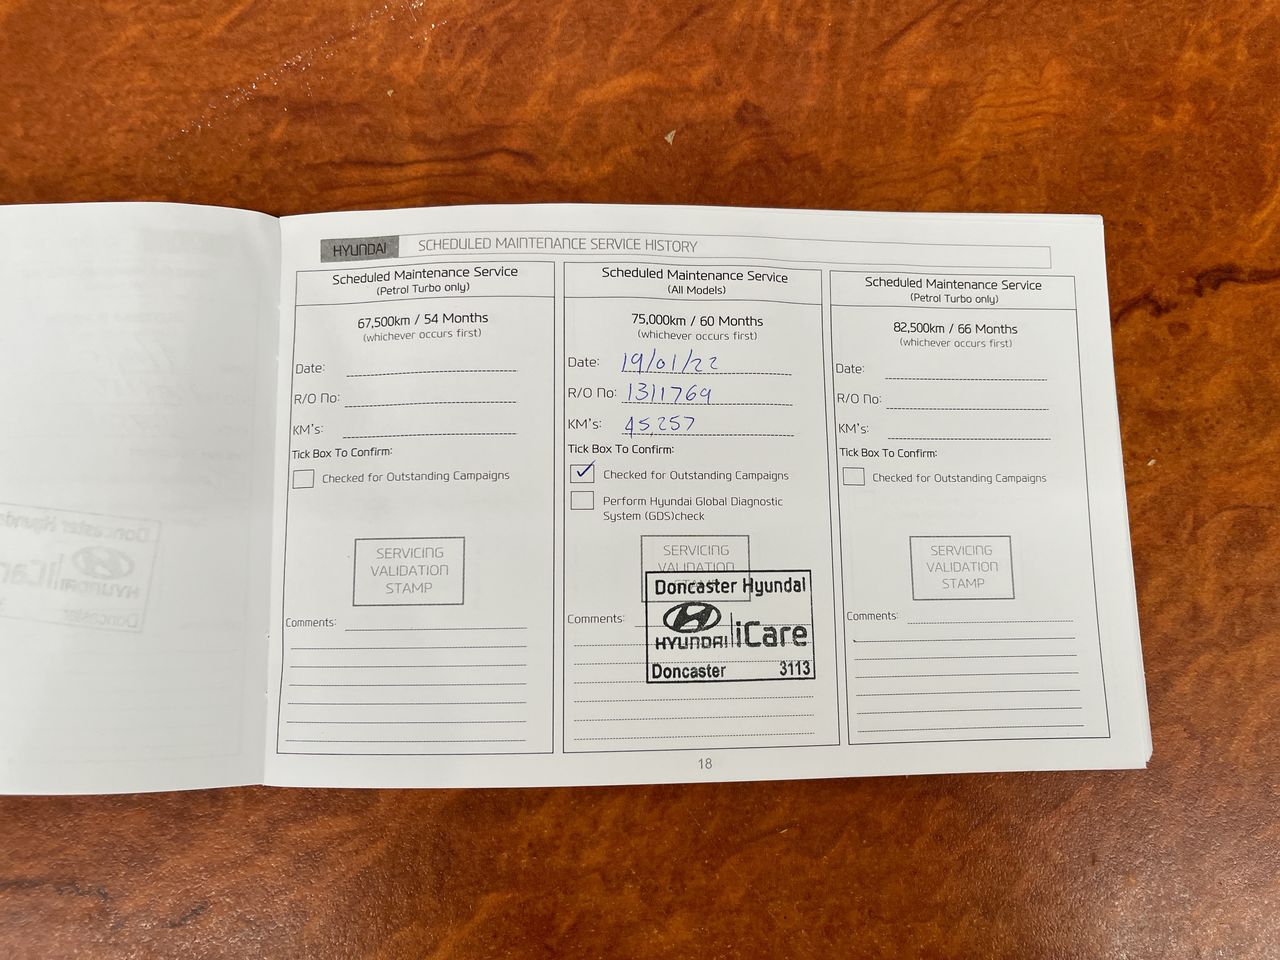 HYUNDAI SCHEDULED MAINTENANCE SERVICE HISTORY
Scheduled Maintenance Service
(Petrol Turbo only)
67,500km / 54 Months
(whichever occurs first)
Date:
R/O No:
KM's:
Tick Box To Confirm:
Checked for Outstanding Campaigns
SERVICING
VALIDATION
STAMP
Comments:
Scheduled Maintenance Service
(All Models)
75,000km / 60 Months
(whichever occurs first)
Date: 19/01/22
R/O No: 1311769
KM's: 45,257
Tick Box To Confirm:
Checked for Outstanding Campaigns
Perform Hyundai Global Diagnostic
System (GDS)check
SERVICING
VALIDATION
STAMP
Doncaster Hyundai
HYUNDAI iCare
Doncaster 3113
Comments:
Scheduled Maintenance Service
(Petrol Turbo only)
82,500km / 66 Months
(whichever occurs first)
Date:
R/O No:
KM's:
Tick Box To Confirm:
Checked for Outstanding Campaigns
SERVICING
VALIDATION
STAMP
Comments:
18